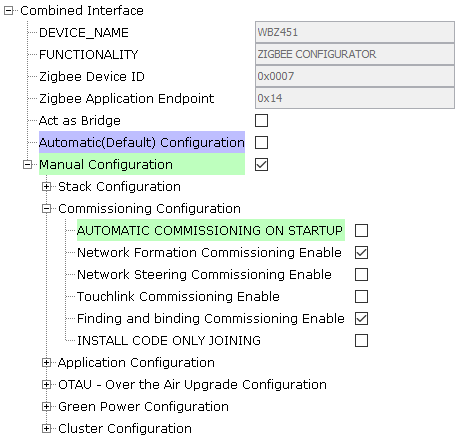 Combined Interface
DEVICE_NAME WBZ451
FUNCTIONALITY ZIGBEE CONFIGURATOR
Zigbee Device ID 0x0007
Zigbee Application Endpoint 0x14
Act as Bridge
Automatic(Default) Configuration
Manual Configuration
Stack Configuration
Commissioning Configuration
AUTOMATIC COMMISSIONING ON STARTUP
Network Formation Commissioning Enable
Network Steering Commissioning Enable
Touchlink Commissioning Enable
Finding and binding Commissioning Enable
INSTALL CODE ONLY JOINING
Application Configuration
OTAU - Over the Air Upgrade Configuration
Green Power Configuration
Cluster Configuration